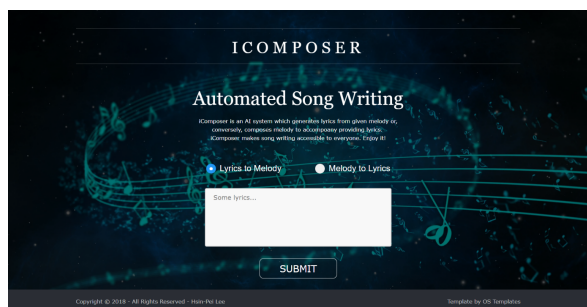 ICOMPOSER
Automated Song Writing
iComposer is an AI system which generates lyrics from given melody or,
conversely, composes melody to accompany providing lyrics.
iComposer makes song writing accessible to everyone. Enjoy it!
Lyrics to Melody Melody to Lyrics
Some lyrics...
SUBMIT
Copyright © 2018 - All Rights Reserved - Hsin-Pei Lee Template by OS Templates